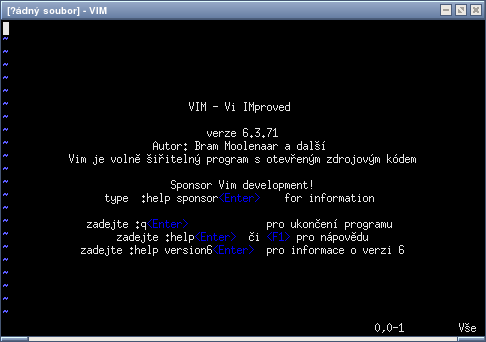 [?ádný soubor] - VIM
~
~
~
~
~
~
VIM - Vi IMproved
~
verze 6.3.71
Autor: Bram Moolenaar a další
Vim je volně šiřitelný program s otevřeným zdrojovým kódem
~
Sponsor Vim development!
type :help sponsor<Enter> for information
~
zadejte :q<Enter> pro ukončení programu
zadejte :help<Enter> či <F1> pro nápovědu
zadejte :help version6<Enter> pro informace o verzi 6
~
~
~
~
~
0,0-1 Vše